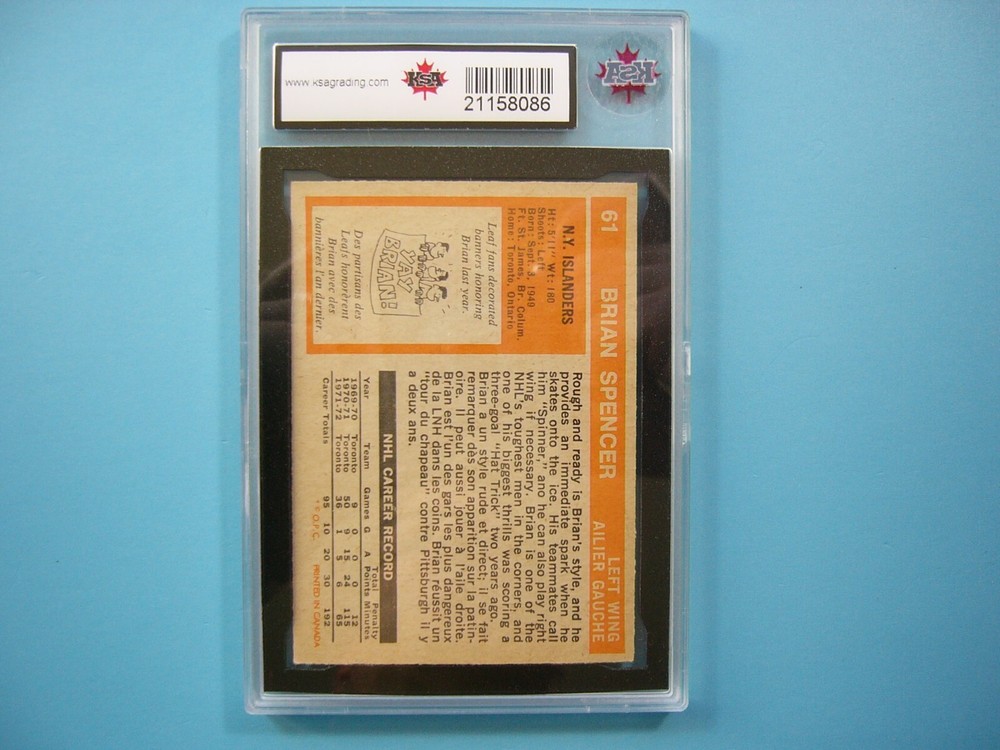 www.ksagrading.com
KSA
21158086
KSA
61 BRIAN SPENCER LEFT WING
AILIER GAUCHE
N.Y. ISLANDERS
Ht: 5'11" Wt: 180
Shoots: Left
Born: Sept. 3, 1949
Ft. St. James, Br. Colum.
Home: Toronto, Ontario
Leaf fans decorated
banners honoring
Brian last year.
YAY
BRIAN!
Des partisans des
Leafs honorèrent
Brian avec des
bannières l'an dernier.
Rough and ready is Brian's style, and he
provides an immediate spark when he
skates onto the ice. His teammates call
him "Spinner," and he can also play right
wing if necessary. Brian is one of the
NHL's toughest men in the corners, and
one of his biggest thrills was scoring a
three-goal "Hat Trick" two years ago.
Brian a un style rude et direct; il se fait
remarquer dès son apparition sur la patin-
oire. Il peut aussi jouer à l'aile droite.
Brian est l'un des gars les plus dangereux
de la LNH dans les coins. Brian réussit un
"tour du chapeau" contre Pittsburgh il y
a deux ans.
NHL CAREER RECORD
Total Penalty
Year Team Games G A Points Minutes
1969-70 Toronto 9 0 0 0 12
1970-71 Toronto 50 9 15 24 115
1971-72 Toronto 36 1 5 6 65
Career Totals 95 10 20 30 192
* © O.P.C. PRINTED IN CANADA